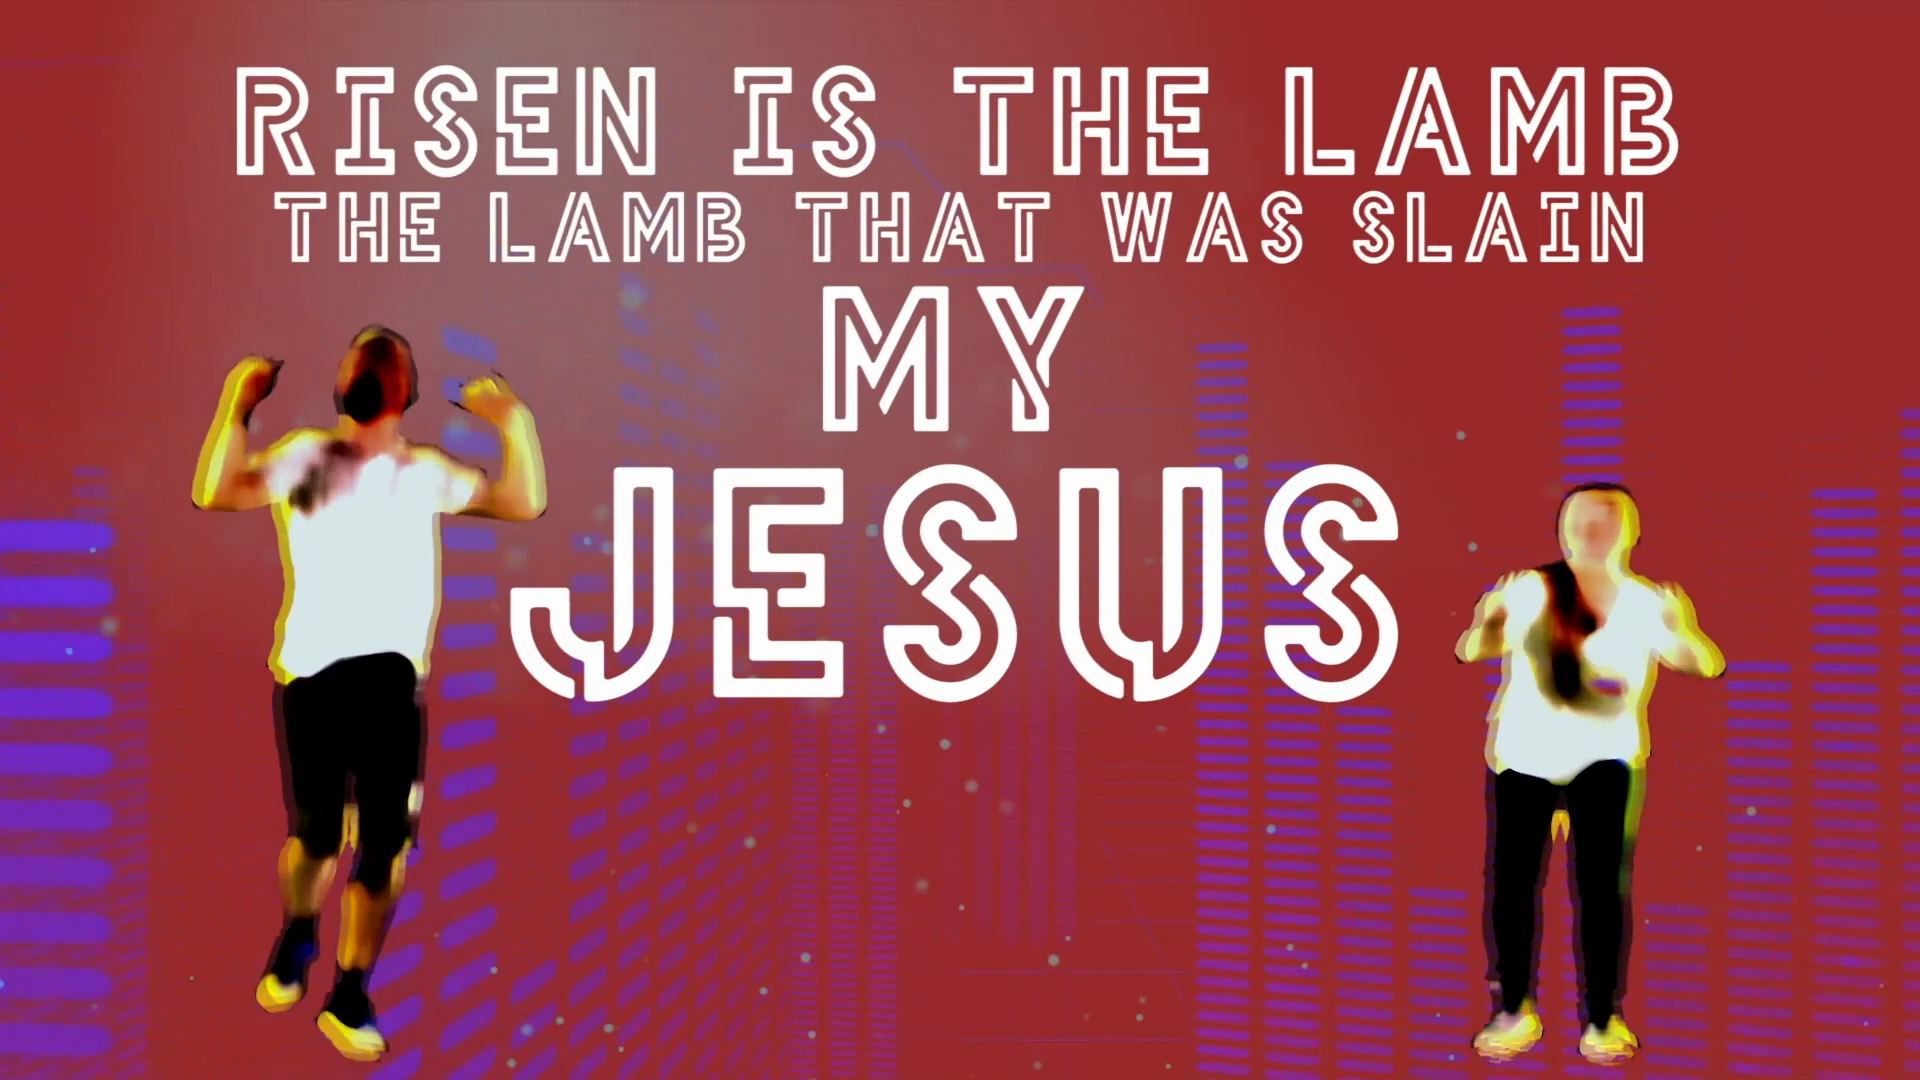 RISEN IS THE LAMB
THE LAMB THAT WAS SLAIN
MY
JESUS